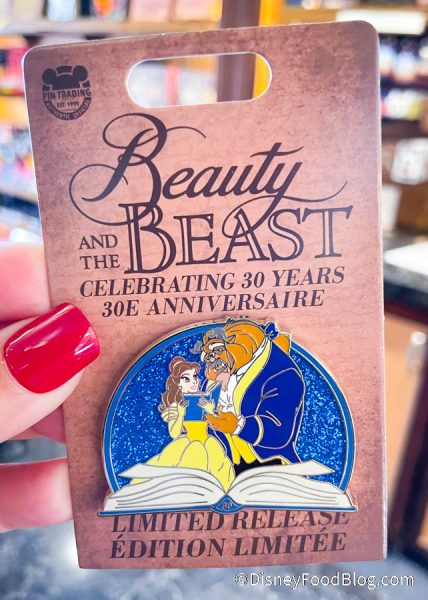 PIN TRADING
EST. 1999
Beauty
AND THE BEAST
CELEBRATING 30 YEARS
30E ANNIVERSAIRE
30
LIMITED RELEASE
ÉDITION LIMITÉE
©DisneyFoodBlog.com